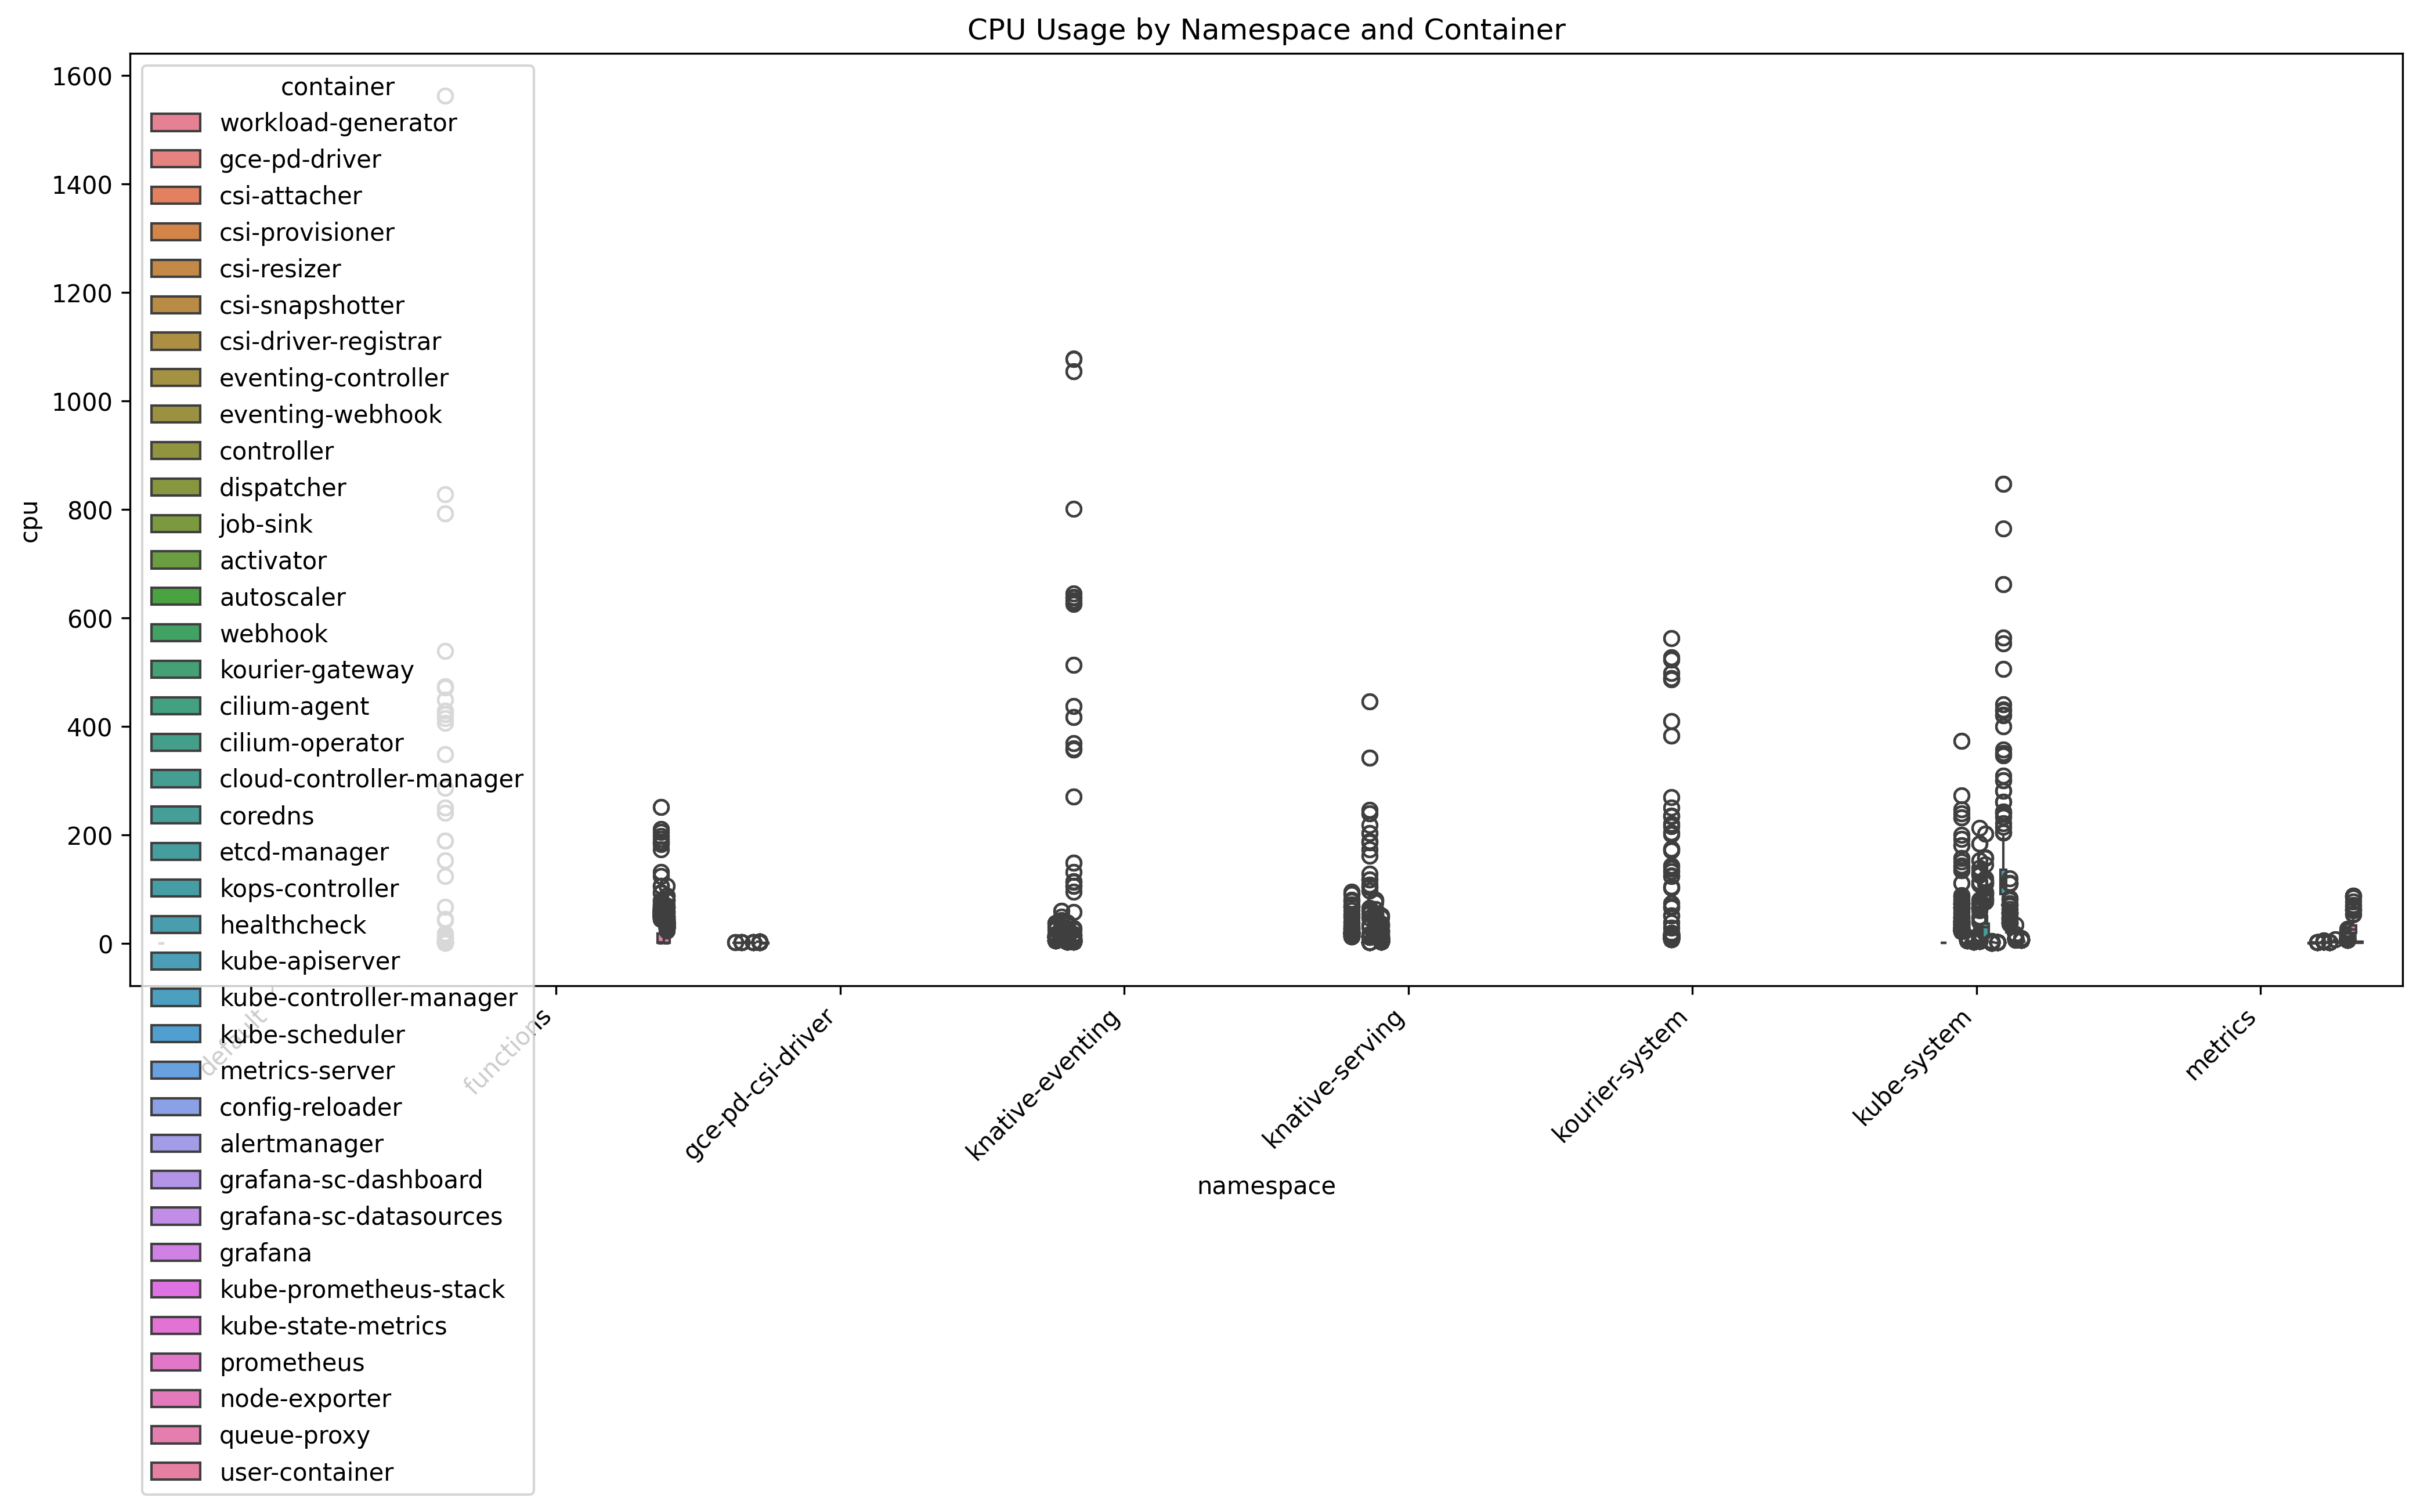 CPU Usage by Namespace and Container
1600
1400
1200
1000
800
600
400
200
0
cpu
container
workload-generator
gce-pd-driver
csi-attacher
csi-provisioner
csi-resizer
csi-snapshotter
csi-driver-registrar
eventing-controller
eventing-webhook
controller
dispatcher
job-sink
activator
autoscaler
webhook
kourier-gateway
cilium-agent
cilium-operator
cloud-controller-manager
coredns
etcd-manager
kops-controller
healthcheck
kube-apiserver
kube-controller-manager
kube-scheduler
metrics-server
config-reloader
alertmanager
grafana-sc-dashboard
grafana-sc-datasources
grafana
kube-prometheus-stack
kube-state-metrics
prometheus
node-exporter
queue-proxy
user-container
default
functions
gce-pd-csi-driver
knative-eventing
knative-serving
kourier-system
kube-system
metrics
namespace